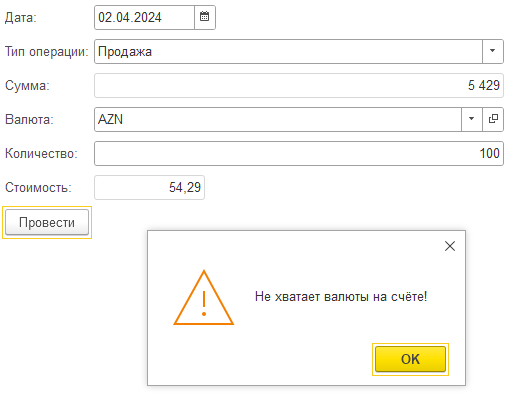 Дата: 02.04.2024
Тип операции: Продажа
Сумма: 5 429
Валюта: AZN
Количество: 100
Стоимость: 54,29
Провести
Не хватает валюты на счёте!
OK